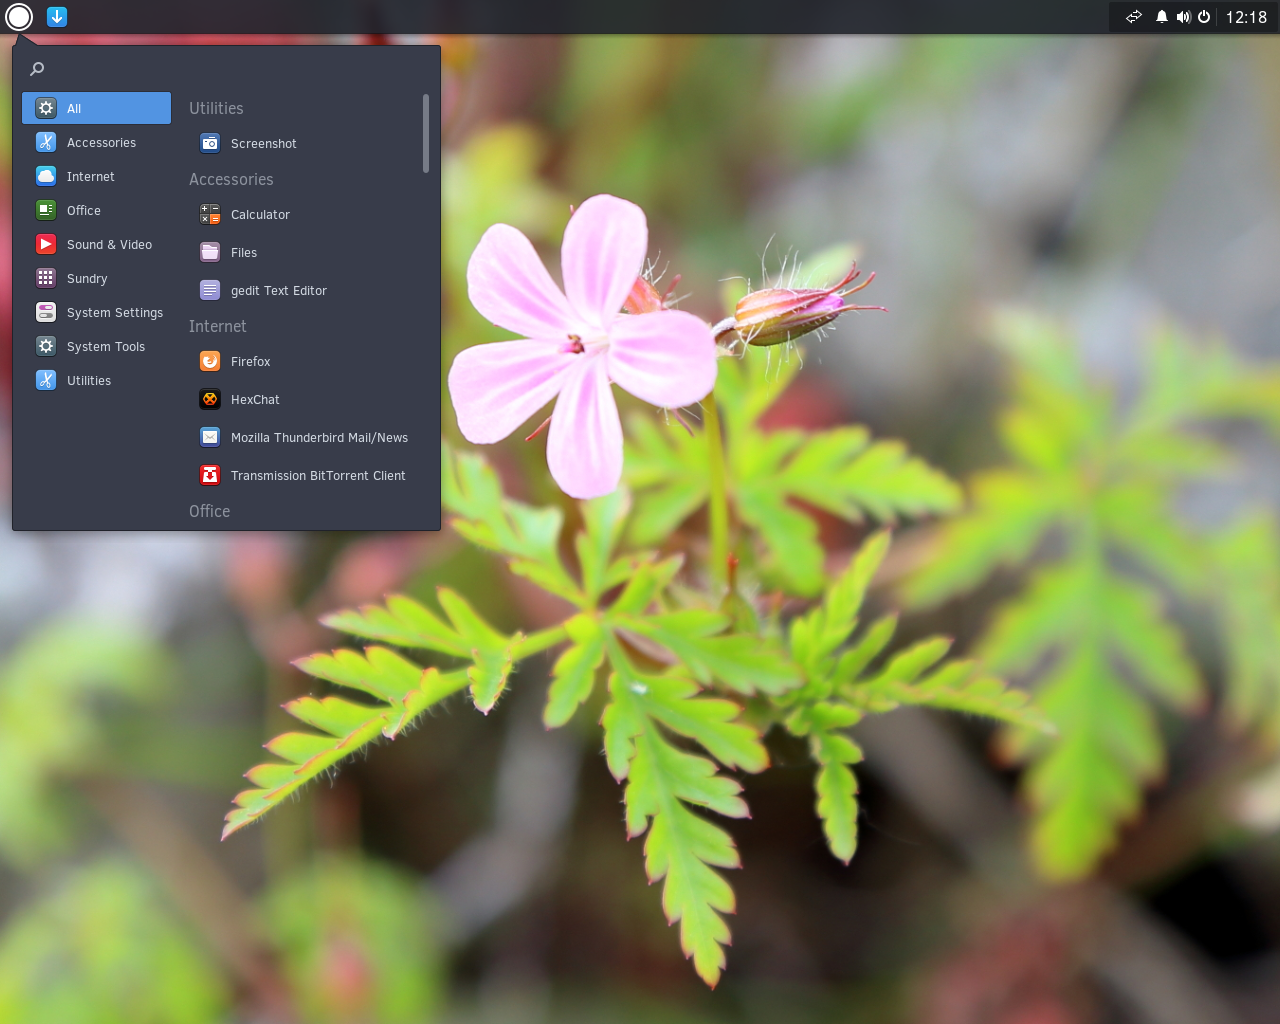 12:18
All
Accessories
Internet
Office
Sound & Video
Sundry
System Settings
System Tools
Utilities
Utilities
Screenshot
Accessories
Calculator
Files
gedit Text Editor
Internet
Firefox
HexChat
Mozilla Thunderbird Mail/News
Transmission BitTorrent Client
Office